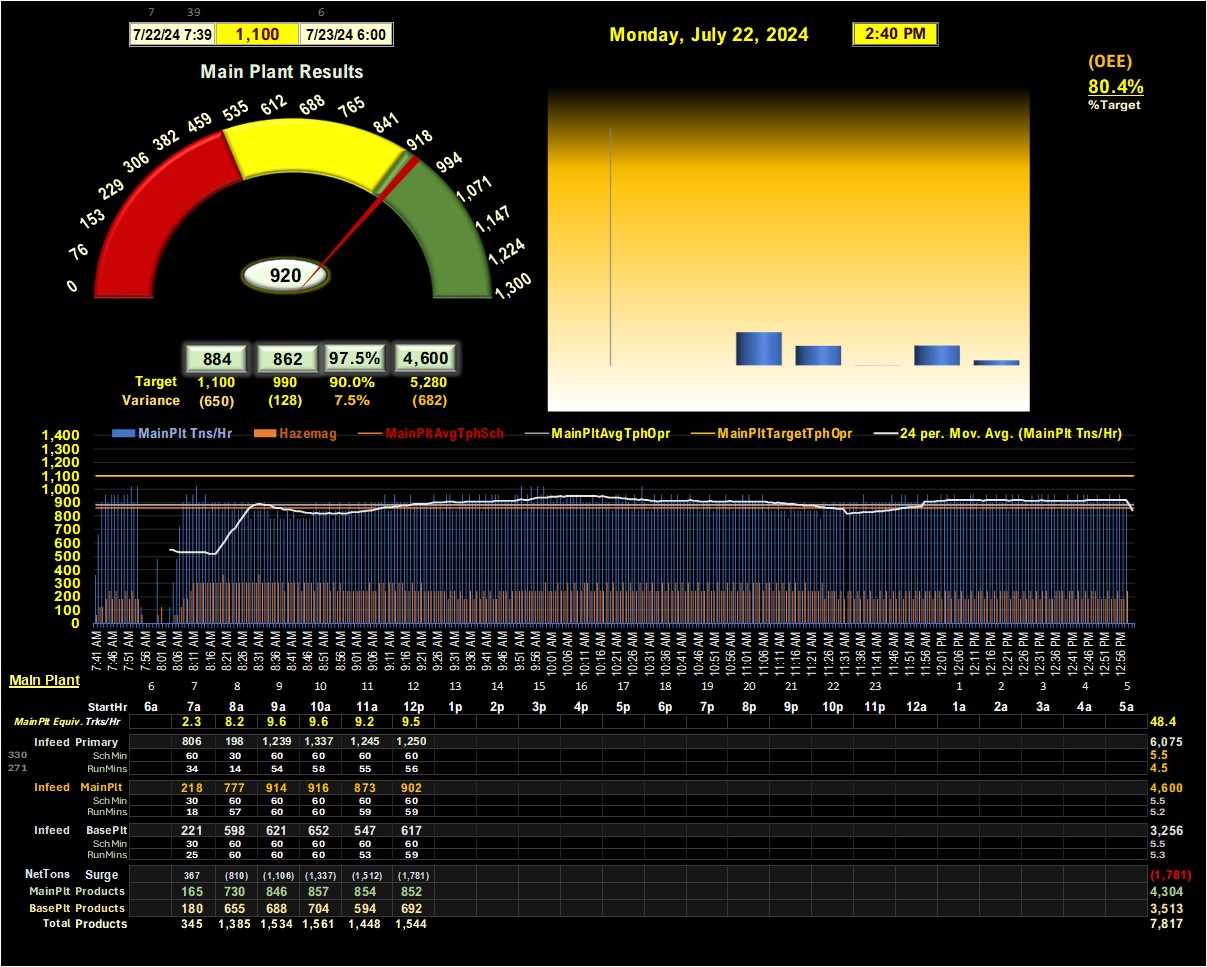 7 39 6
7/22/24 7:39 1,100 7/23/24 6:00
Monday, July 22, 2024 2:40 PM
(OEE)
80.4%
%Target
Main Plant Results
0 76 153 229 306 382 459 535 612 688 765 841 918 994 1,071 1,147 1,224 1,300
920
884 862 97.5% 4,600
Target 1,100 990 90.0% 5,280
Variance (650) (128) 7.5% (682)
MainPlt Tns/Hr Hazemag MainPltAvgTphSch MainPltAvgTphOpr MainPltTargetTphOpr 24 per. Mov. Avg. (MainPlt Tns/Hr)
1,400
1,300
1,200
1,100
1,000
900
800
700
600
500
400
300
200
100
0
7:41 AM 7:46 AM 7:51 AM 7:56 AM 8:01 AM 8:06 AM 8:11 AM 8:16 AM 8:21 AM 8:31 AM 8:36 AM 8:41 AM 8:46 AM 8:51 AM 8:56 AM 9:01 AM 9:06 AM 9:11 AM 9:16 AM 9:21 AM 9:26 AM 9:31 AM 9:36 AM 9:41 AM 9:46 AM 9:51 AM 9:56 AM 10:01 AM 10:06 AM 10:11 AM 10:16 AM 10:21 AM 10:26 AM 10:31 AM 10:36 AM 10:41 AM 10:46 AM 10:51 AM 10:56 AM 11:01 AM 11:06 AM 11:11 AM 11:16 AM 11:21 AM 11:26 AM 11:31 AM 11:36 AM 11:41 AM 11:46 AM 11:51 AM 11:56 AM 12:01 PM 12:06 PM 12:11 PM 12:16 PM 12:21 PM 12:26 PM 12:31 PM 12:36 PM 12:41 PM 12:46 PM 12:51 PM 12:56 PM
Main Plant 6 7 8 9 10 11 12 13 14 15 16 17 18 19 20 21 22 23 1 2 3 4 5
StartHr 6a 7a 8a 9a 10a 11a 12p 1p 2p 3p 4p 5p 6p 7p 8p 9p 10p 11p 12a 1a 2a 3a 4a 5a
MainPlt Equiv. Trks/Hr 2.3 8.2 9.6 9.6 9.2 9.5 48.4
Infeed Primary 806 198 1,239 1,337 1,245 1,250 6,075
330 SchMin 60 30 60 60 60 60 5.5
271 RunMins 34 14 54 58 55 56 4.5
Infeed MainPlt 218 777 914 916 873 902 4,600
SchMin 30 60 60 60 60 60 5.5
RunMins 18 57 60 60 59 59 5.2
Infeed BasePlt 221 598 621 652 547 617 3,256
SchMin 30 60 60 60 60 60 5.5
RunMins 25 60 60 60 53 59 5.3
NetTons Surge 367 (810) (1,106) (1,337) (1,512) (1,781) (1,781)
MainPlt Products 165 730 846 857 854 852 4,304
BasePlt Products 180 655 688 704 594 692 3,513
Total Products 345 1,385 1,534 1,561 1,448 1,544 7,817